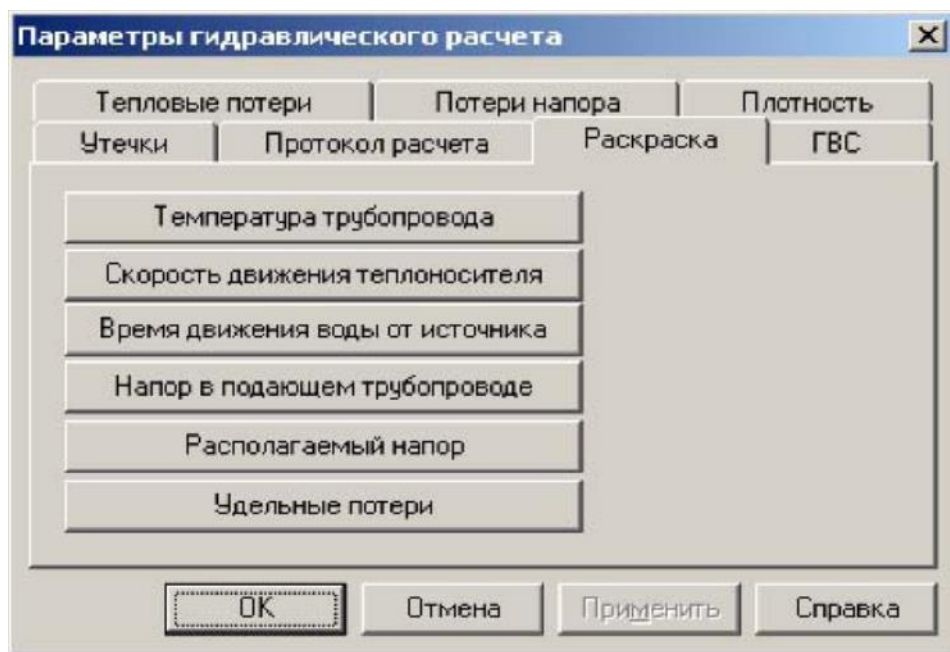 Параметры гидравлического расчета
Тепловые потери Потери напора Плотность
Утечки Протокол расчета Раскраска ГВС
Температура трубопровода
Скорость движения теплоносителя
Время движения воды от источника
Напор в подающем трубопроводе
Располагаемый напор
Удельные потери
OK Отмена Применить Справка